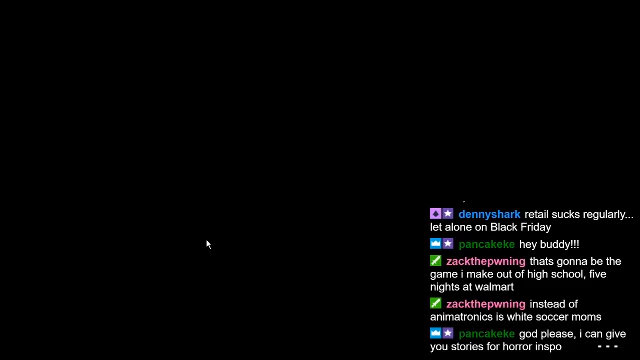 dennyshark retail sucks regularly...
let alone on Black Friday
pancakeke hey buddy!!!
zackthepwning thats gonna be the
game i make out of high school, five
nights at walmart
zackthepwning instead of
animatronics is white soccer moms
pancakeke god please, i can give
you stories for horror inspo